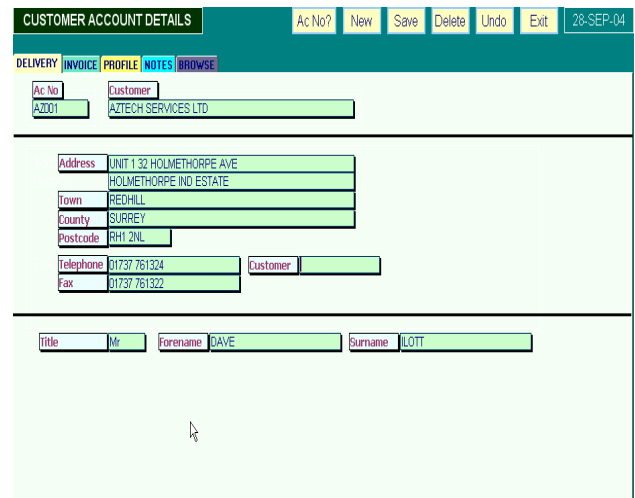 CUSTOMER ACCOUNT DETAILS Ac No? New Save Delete Undo Exit 28-SEP-04
DELIVERY INVOICE PROFILE NOTES BROWSE
Ac No Customer
AZ001 AZTECH SERVICES LTD
Address UNIT 1 32 HOLMETHORPE AVE
HOLMETHORPE IND ESTATE
Town REDHILL
County SURREY
Postcode RH1 2NL
Telephone 01737 761324 Customer
Fax 01737 761322
Title Mr Forename DAVE Surname ILOTT